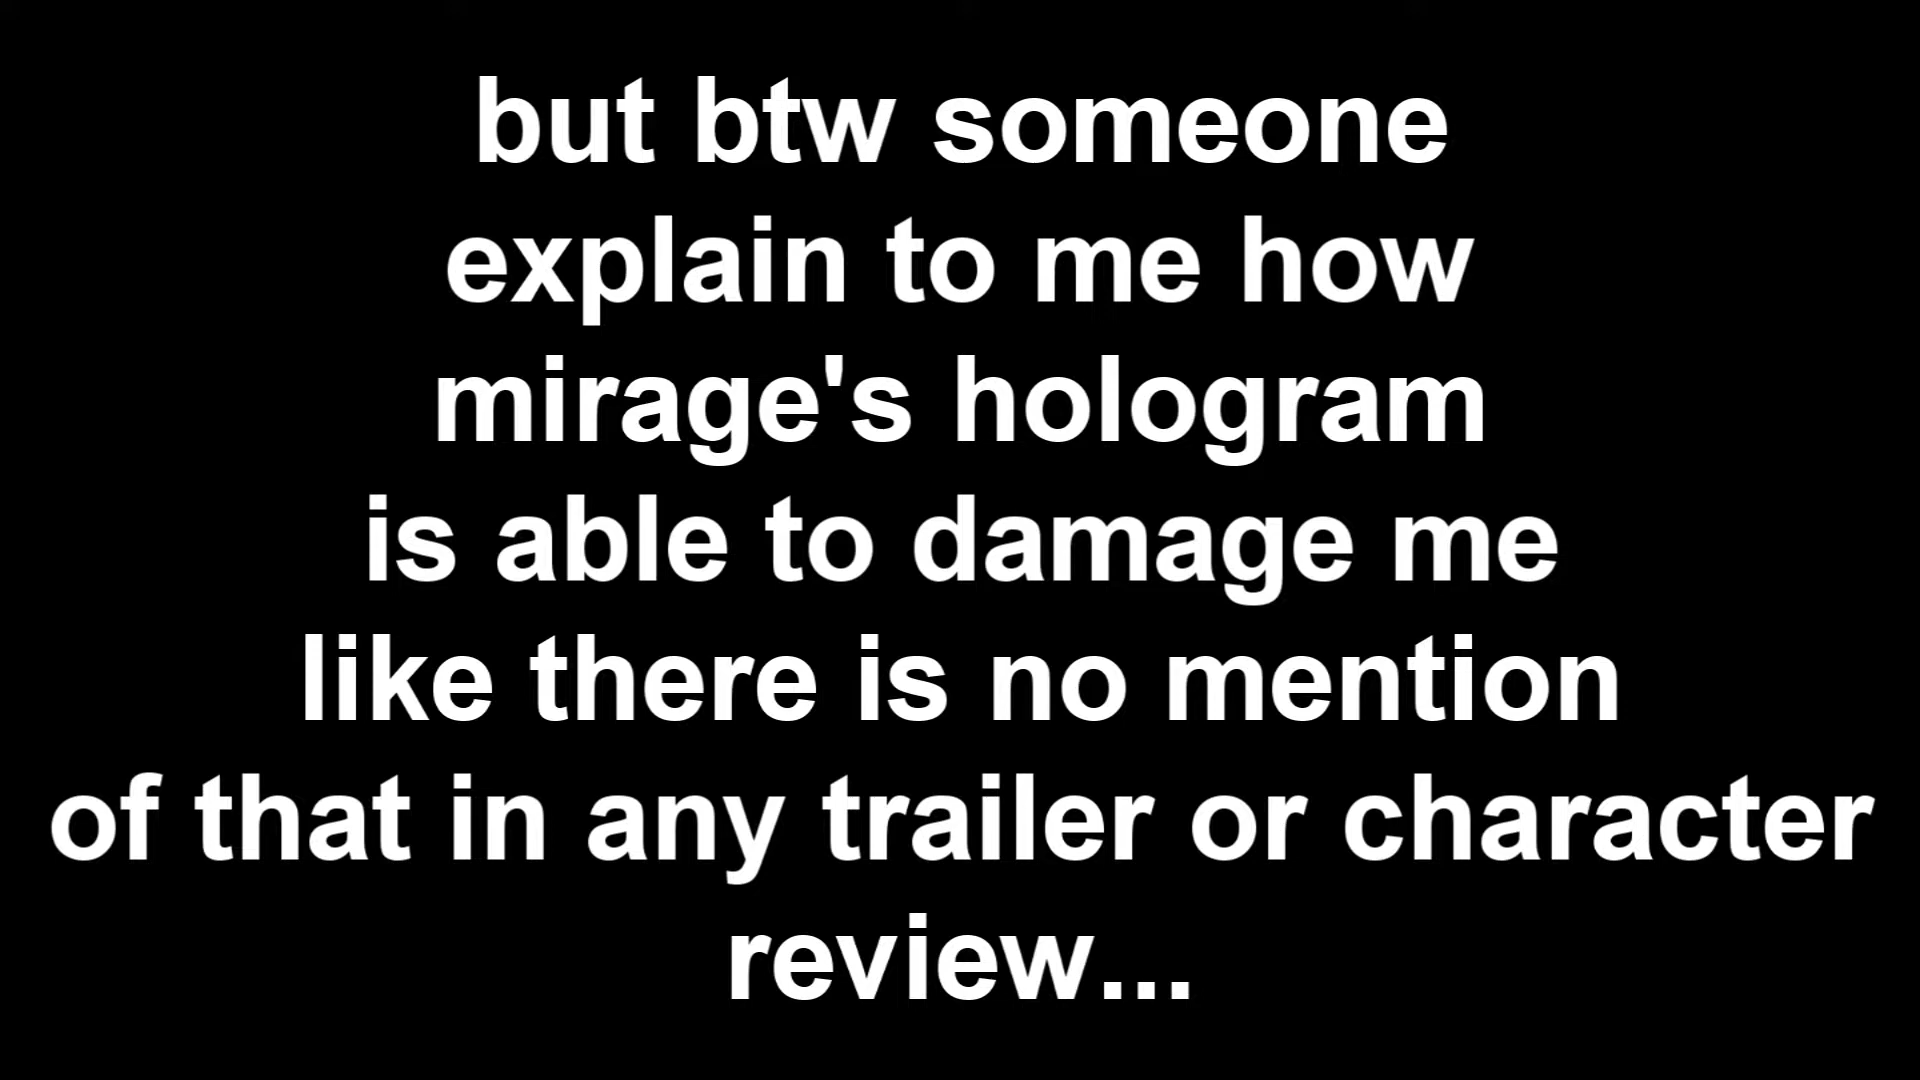 but btw someone
explain to me how
mirage's hologram
is able to damage me
like there is no mention
of that in any trailer or character
review...